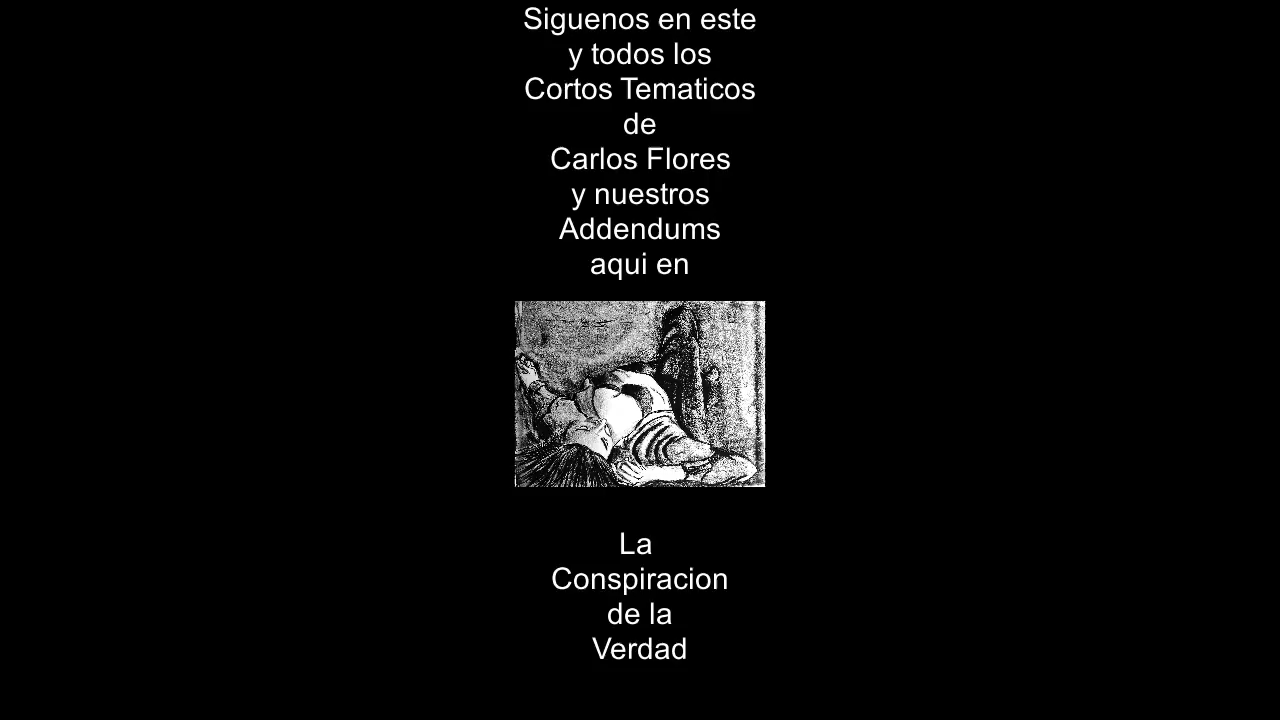 Siguenos en este
y todos los
Cortos Tematicos
de
Carlos Flores
y nuestros
Addendums
aqui en
La
Conspiracion
de la
Verdad